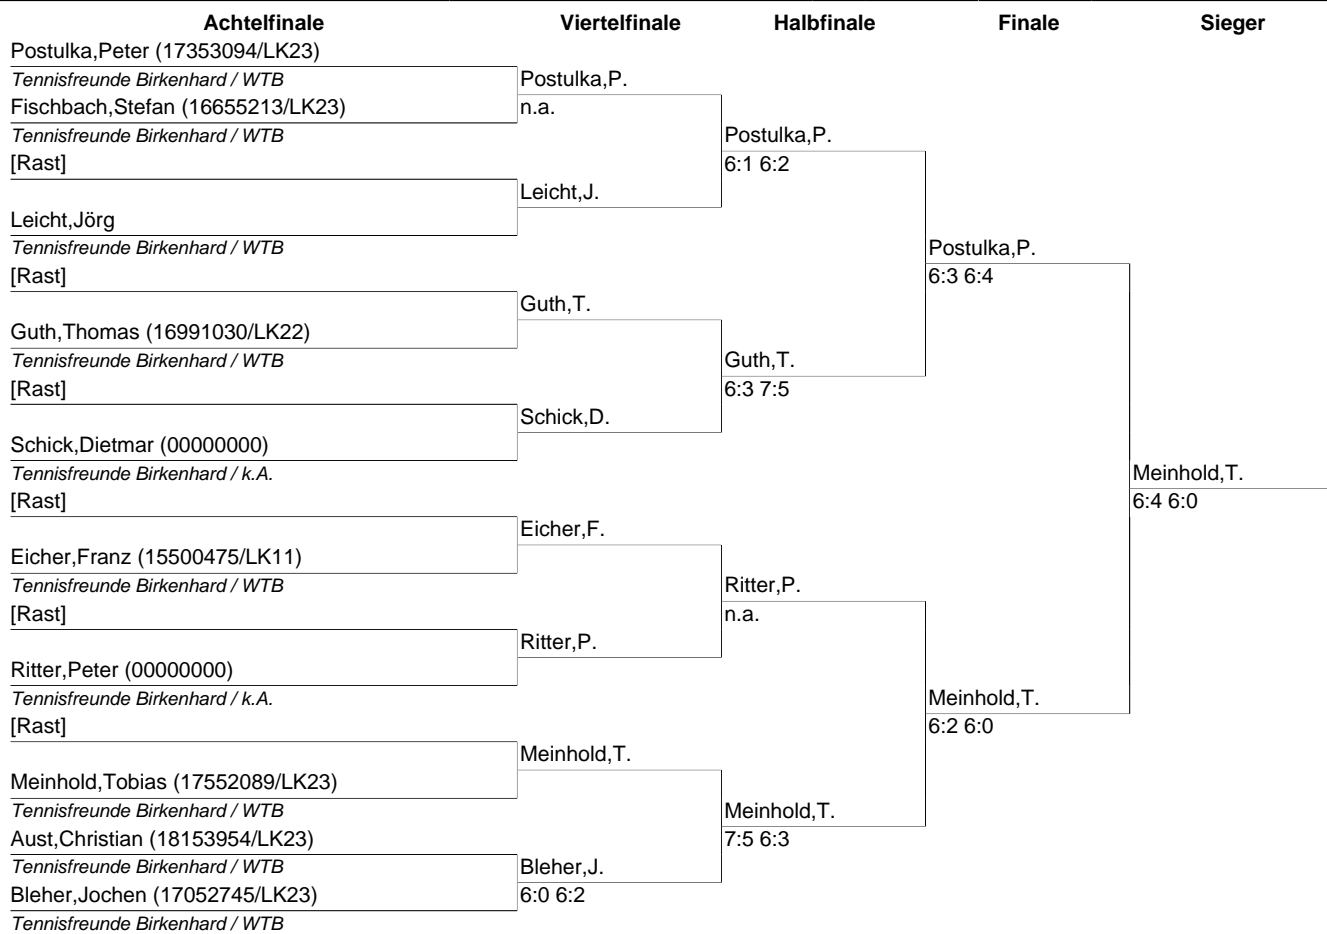 Achtelfinale Viertelfinale Halbfinale Finale Sieger
Postulka,Peter (17353094/LK23)
Tennisfreunde Birkenhard / WTB Postulka,P.
Fischbach,Stefan (16655213/LK23) n.a.
Tennisfreunde Birkenhard / WTB Postulka,P.
[Rast] 6:1 6:2
Leicht,J.
Leicht,Jörg
Tennisfreunde Birkenhard / WTB Postulka,P.
[Rast] 6:3 6:4
Guth,T.
Guth,Thomas (16991030/LK22)
Tennisfreunde Birkenhard / WTB Guth,T.
[Rast] 6:3 7:5
Schick,D.
Schick,Dietmar (00000000)
Tennisfreunde Birkenhard / k.A. Meinhold,T.
[Rast] 6:4 6:0
Eicher,F.
Eicher,Franz (15500475/LK11)
Tennisfreunde Birkenhard / WTB Ritter,P.
[Rast] n.a.
Ritter,P.
Ritter,Peter (00000000)
Tennisfreunde Birkenhard / k.A. Meinhold,T.
[Rast] 6:2 6:0
Meinhold,T.
Meinhold,Tobias (17552089/LK23)
Tennisfreunde Birkenhard / WTB Meinhold,T.
Aust,Christian (18153954/LK23) 7:5 6:3
Tennisfreunde Birkenhard / WTB Bleher,J.
Bleher,Jochen (17052745/LK23) 6:0 6:2
Tennisfreunde Birkenhard / WTB